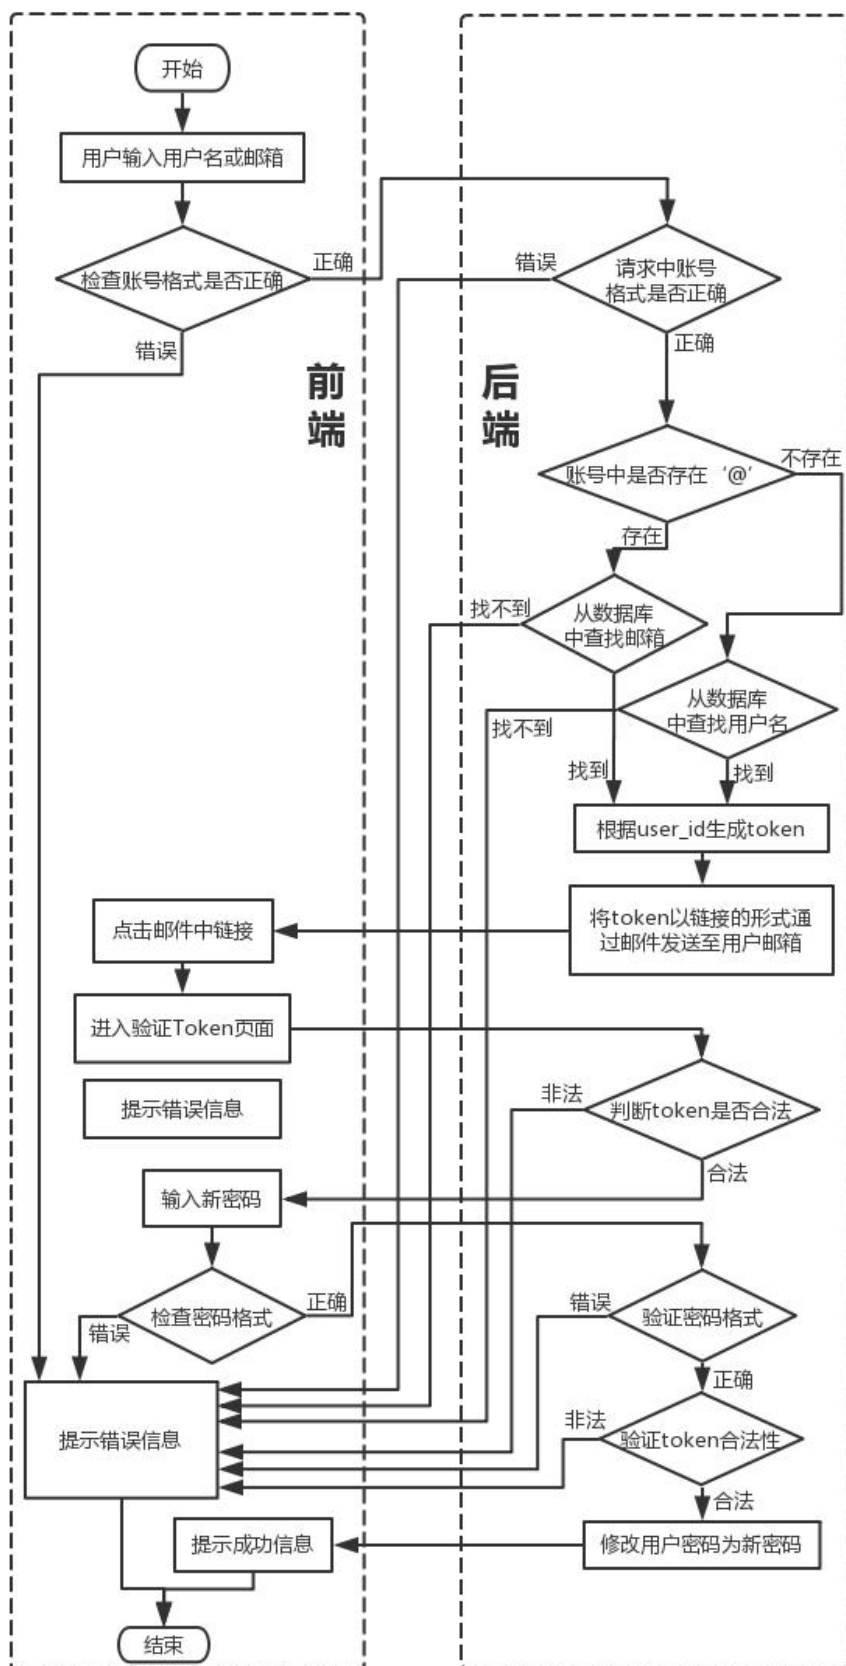 开始
用户输入用户名或邮箱
检查账号格式是否正确
正确
错误
前
端
后
端
错误
请求中账号
格式是否正确
正确
账号中是否存在‘@’
不存在
存在
找不到
从数据库
中查找邮箱
从数据库
中查找用户名
找不到
找到
找到
根据user_id生成token
将token以链接的形式通
过邮件发送至用户邮箱
点击邮件中链接
进入验证Token页面
提示错误信息
非法
判断token是否合法
合法
输入新密码
检查密码格式
正确
错误
错误
验证密码格式
正确
提示错误信息
非法
验证token合法性
合法
提示成功信息
修改用户密码为新密码
结束